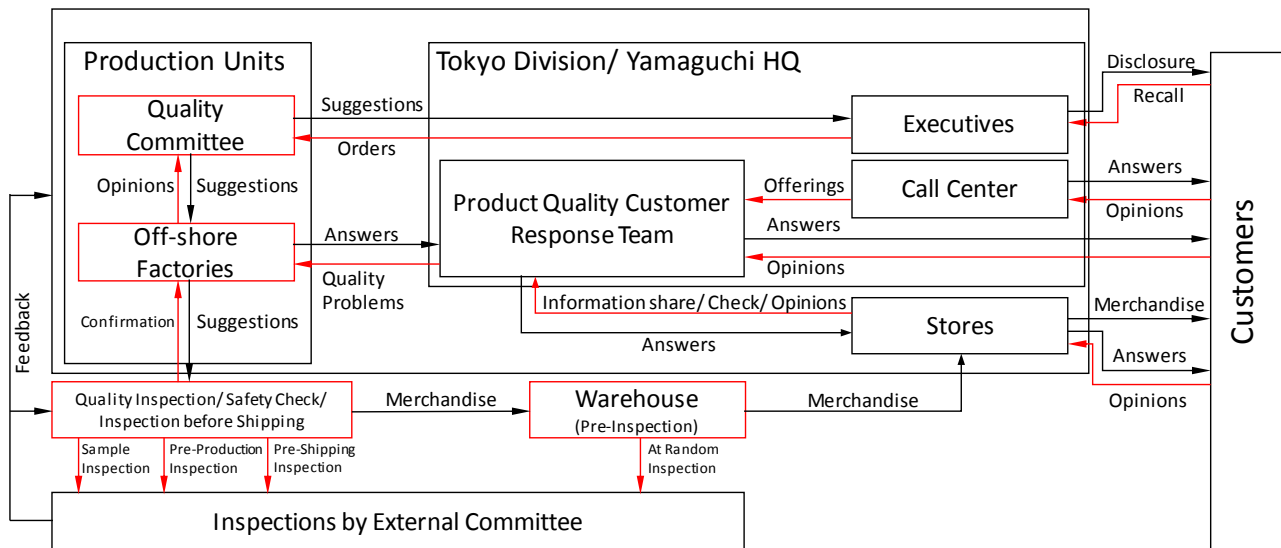 Production Units
Tokyo Division/ Yamaguchi HQ
Disclosure
Recall
Quality
Committee
Suggestions
Orders
Executives
Opinions
Suggestions
Offerings
Call Center
Answers
Opinions
Product Quality Customer
Response Team
Off-shore
Factories
Answers
Quality
Problems
Answers
Opinions
Customers
Feedback
Confirmation
Suggestions
Information share/ Check/ Opinions
Answers
Stores
Merchandise
Answers
Opinions
Quality Inspection/ Safety Check/
Inspection before Shipping
Merchandise
Warehouse
(Pre-Inspection)
Merchandise
Sample
Inspection
Pre-Production
Inspection
Pre-Shipping
Inspection
At Random
Inspection
Inspections by External Committee